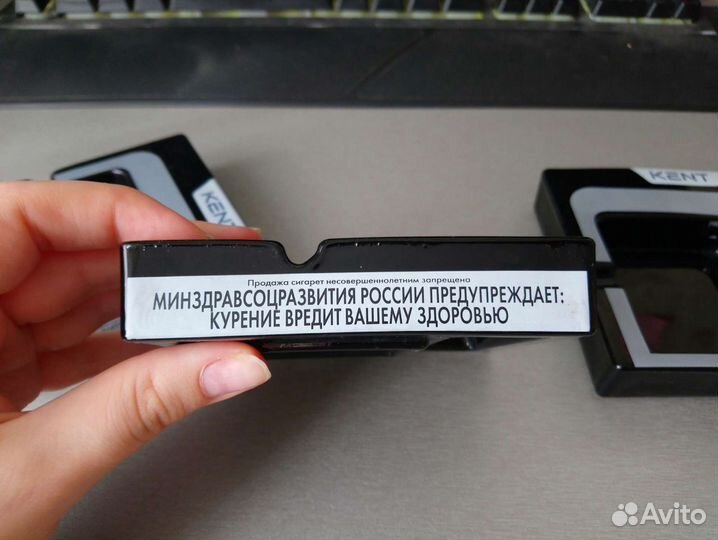 KENT
KENT
Продажа сигарет несовершеннолетним запрещена
МИНЗДРАВСОЦРАЗВИТИЯ РОССИИ ПРЕДУПРЕЖДАЕТ:
КУРЕНИЕ ВРЕДИТ ВАШЕМУ ЗДОРОВЬЮ
Avito